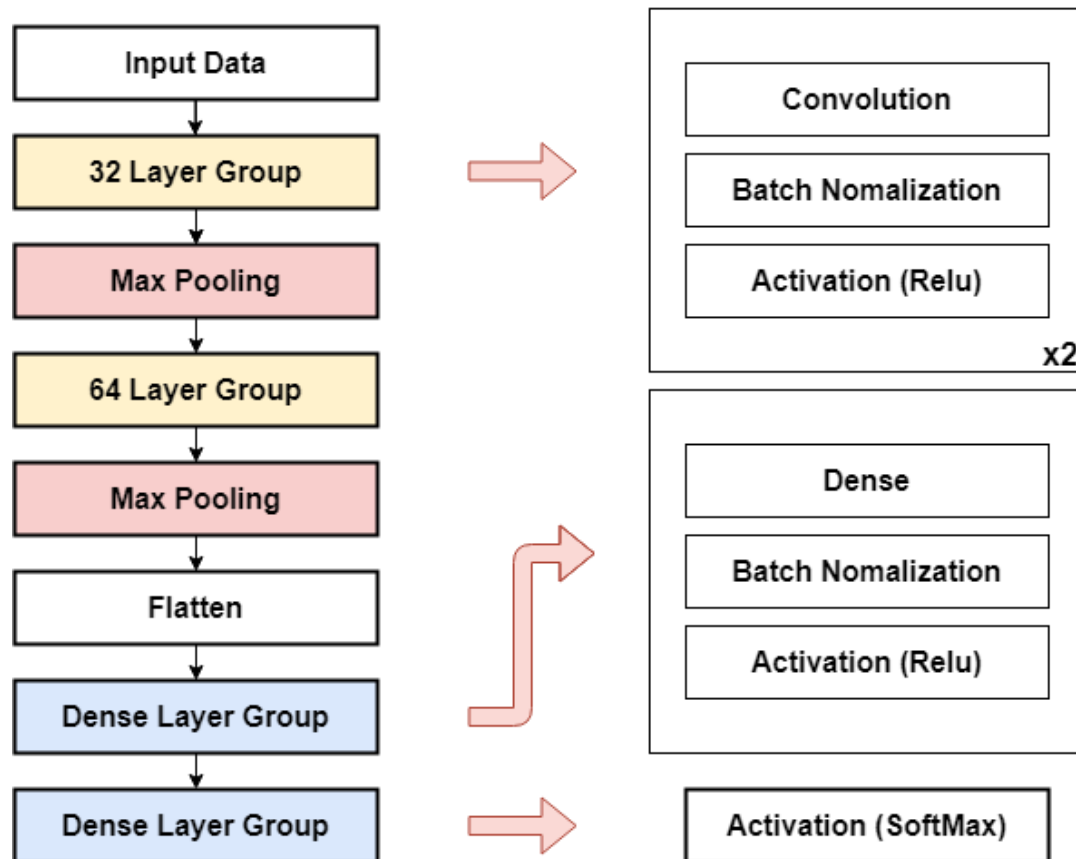 Input Data
32 Layer Group
Max Pooling
64 Layer Group
Max Pooling
Flatten
Dense Layer Group
Dense Layer Group
Convolution
Batch Nomalization
Activation (Relu)
x2
Dense
Batch Nomalization
Activation (Relu)
Activation (SoftMax)